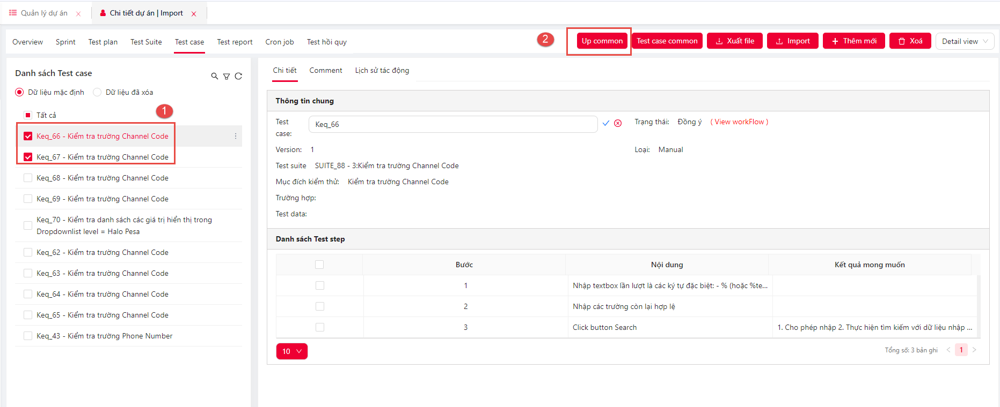 Quản lý dự án
Chi tiết dự án | Import
Overview
Sprint
Test plan
Test Suite
Test case
Test report
Cron job
Test hồi quy
2
Up common
Test case common
Xuất file
Import
Thêm mới
Xoá
Detail view
Danh sách Test case
Dữ liệu mặc định
Dữ liệu đã xóa
Tất cả
1
Keq_66 - Kiểm tra trường Channel Code
Keq_67 - Kiểm tra trường Channel Code
Keq_68 - Kiểm tra trường Channel Code
Keq_69 - Kiểm tra trường Channel Code
Keq_70 - Kiểm tra danh sách các giá trị hiển thị trong
Dropdownlist level = Halo Pesa
Keq_62 - Kiểm tra trường Channel Code
Keq_63 - Kiểm tra trường Channel Code
Keq_64 - Kiểm tra trường Channel Code
Keq_65 - Kiểm tra trường Channel Code
Keq_43 - Kiểm tra trường Phone Number
Chi tiết
Comment
Lịch sử tác động
Thông tin chung
Test
case:
Keq_66
Trạng thái: Đồng ý ( View workFlow )
Version: 1
Loại: Manual
Test suite SUITE_88 - 3:Kiểm tra trường Channel Code
Mục đích kiểm thử: Kiểm tra trường Channel Code
Trường hợp:
Test data:
Danh sách Test step
Bước
Nội dung
Kết quả mong muốn
1
Nhập textbox lần lượt là các ký tự đặc biệt: - % (hoặc %te...
2
Nhập các trường còn lại hợp lệ
3
Click button Search
1. Cho phép nhập 2. Thực hiện tìm kiếm với dữ liệu nhập ...
10
Tổng số: 3 bản ghi
1